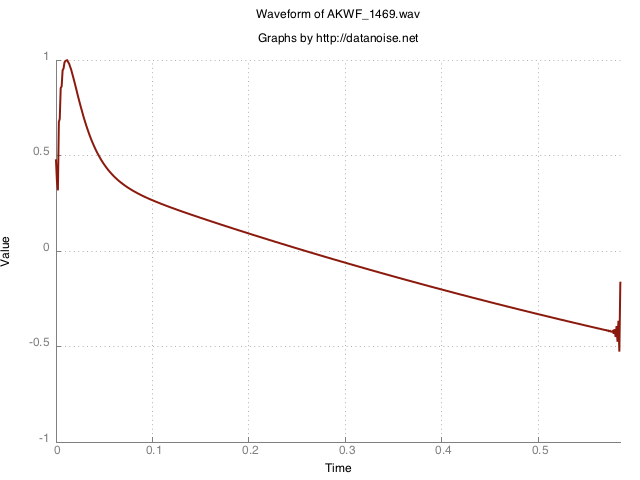 Waveform of AKWF_1469.wav
Graphs by http://datanoise.net
1
0.5
0
-0.5
-1
Value
0 0.1 0.2 0.3 0.4 0.5
Time